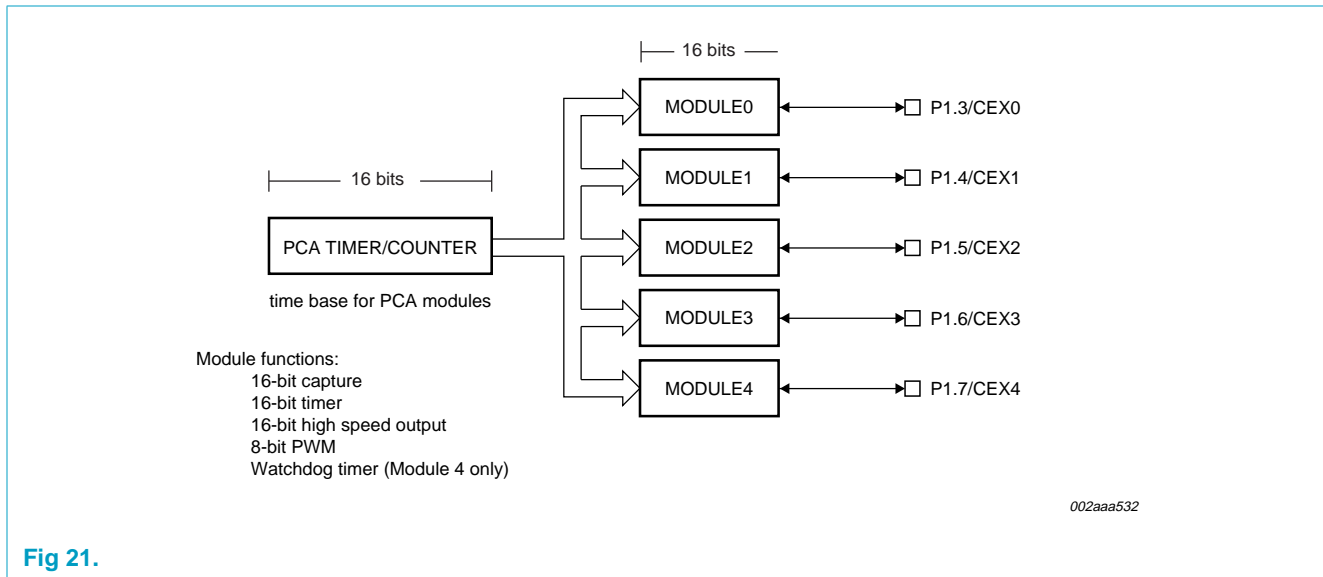 16 bits
MODULE0
P1.3/CEX0
MODULE1
P1.4/CEX1
16 bits
PCA TIMER/COUNTER
MODULE2
P1.5/CEX2
time base for PCA modules
MODULE3
P1.6/CEX3
MODULE4
P1.7/CEX4
Module functions:
16-bit capture
16-bit timer
16-bit high speed output
8-bit PWM
Watchdog timer (Module 4 only)
002aaa532
Fig 21.